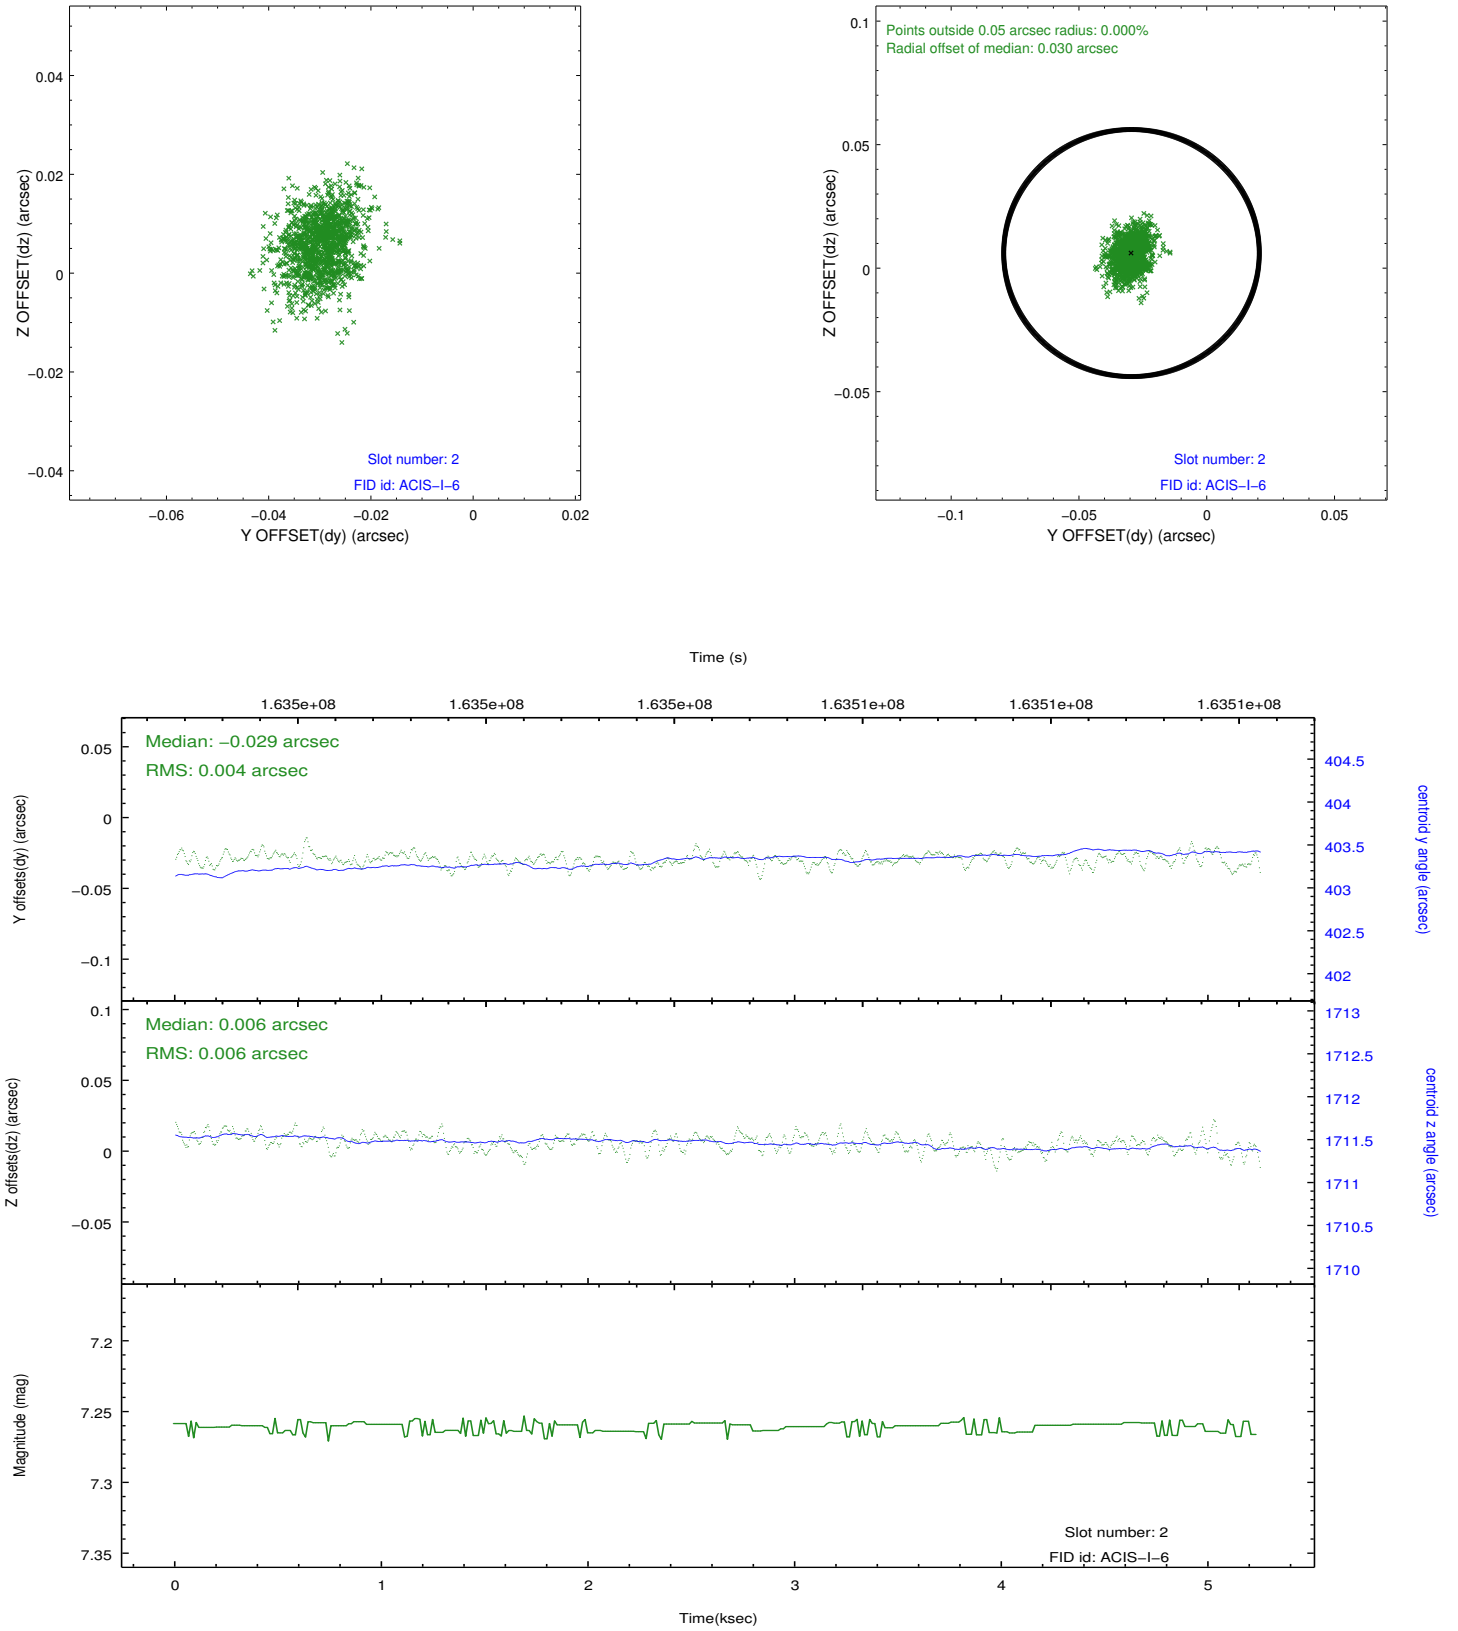 0.04
0.02
0
−0.02
−0.04
Z OFFSET(dz) (arcsec)
Slot number: 2
FID id: ACIS−I−6
−0.06
−0.04
−0.02
0
0.02
Y OFFSET(dy) (arcsec)
Points outside 0.05 arcsec radius: 0.000%
Radial offset of median: 0.030 arcsec
0.1
0.05
0
−0.05
Z OFFSET(dz) (arcsec)
Slot number: 2
FID id: ACIS−I−6
−0.1
−0.05
0
0.05
Y OFFSET(dy) (arcsec)
Time (s)
1.635e+08
1.635e+08
1.635e+08
1.6351e+08
1.6351e+08
1.6351e+08
Median: −0.029 arcsec
RMS: 0.004 arcsec
0.05
0
−0.05
−0.1
Y offsets(dy) (arcsec)
404.5
404
403.5
403
402.5
402
centroid y angle (arcsec)
Median: 0.006 arcsec
RMS: 0.006 arcsec
0.1
0.05
0
−0.05
Z offsets(dz) (arcsec)
1713
1712.5
1712
1711.5
1711
1710.5
1710
centroid z angle (arcsec)
7.2
7.25
7.3
7.35
Magnitude (mag)
Slot number: 2
FID id: ACIS−I−6
0
1
2
3
4
5
Time(ksec)